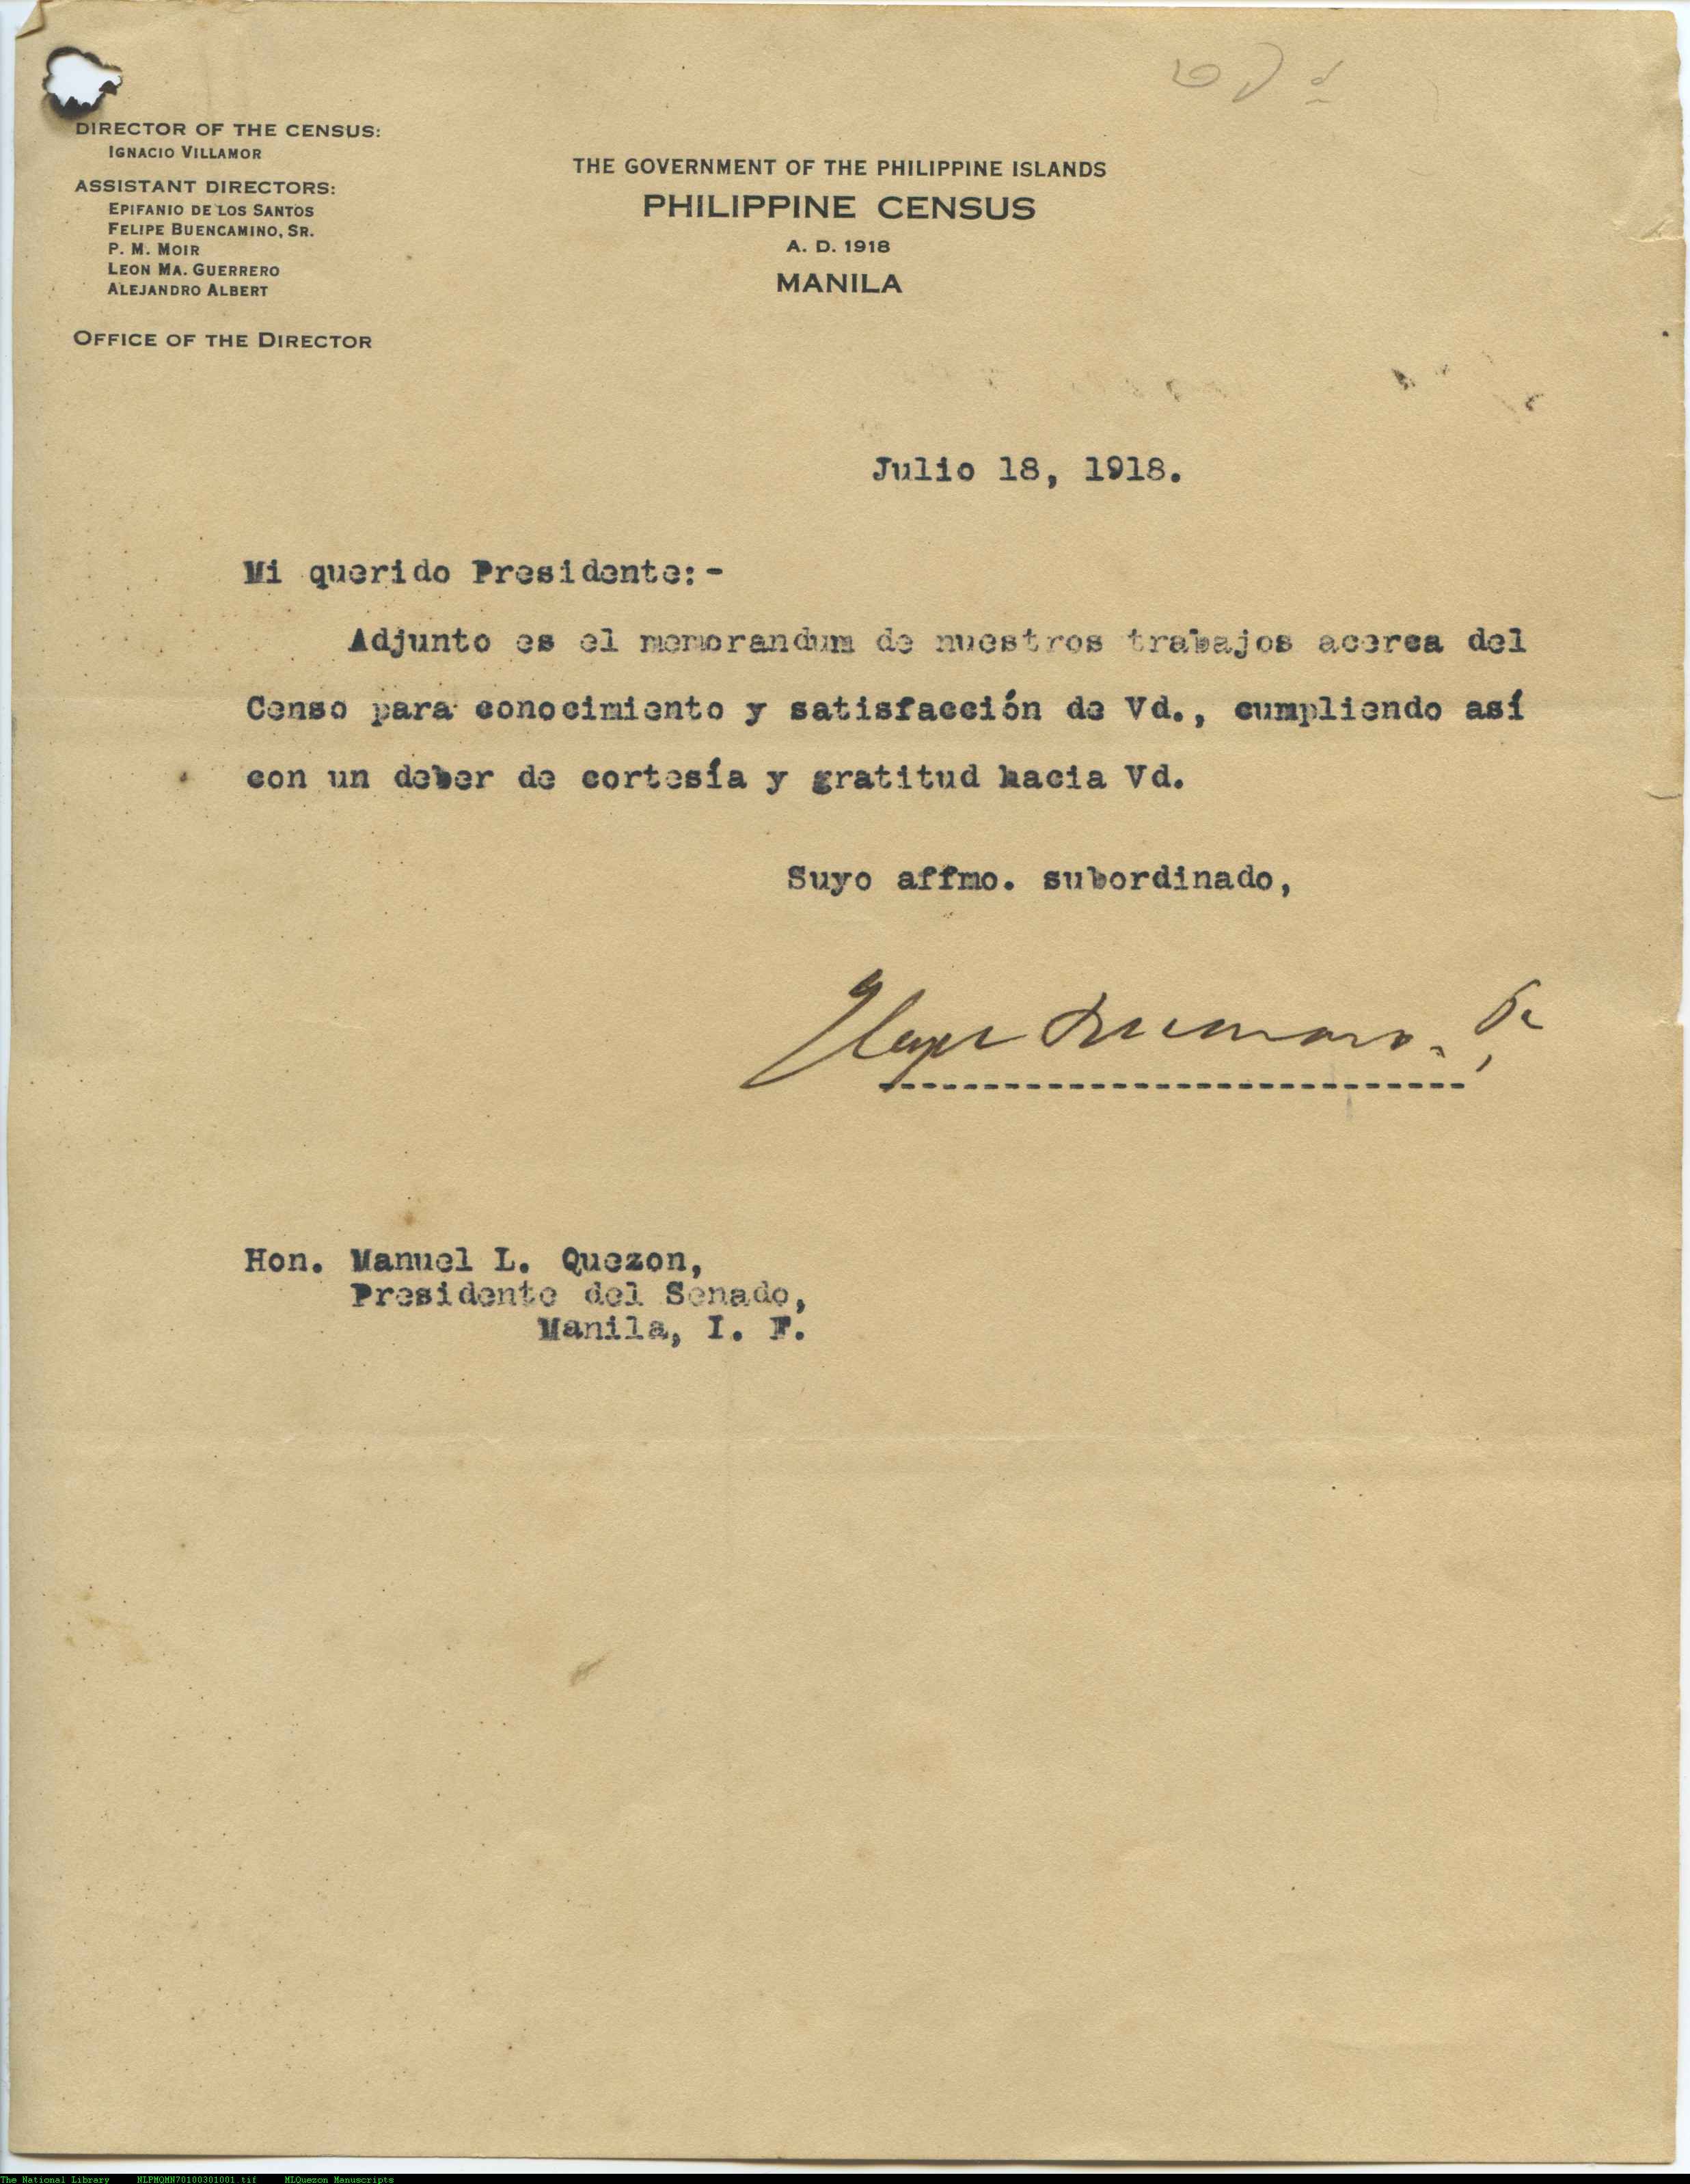 DIRECTOR OF THE CENSUS:
IGNACIO VILLAMOR
ASSISTANT DIRECTORS:
EPIFANIO DE LOS SANTOS
FELIPE BUENCAMINO, SR.
P. M. MOIR
LEON MA. GUERRERO
ALEJANDRO ALBERT
OFFICE OF THE DIRECTOR
THE GOVERNMENT OF THE PHILIPPINE ISLANDS
PHILIPPINE CENSUS
A. D. 1918
MANILA
Julio 18, 1918.
Mi querido Presidente:-
Adjunto es el memorandum de nuestros trabajos acerca del
Censo para conocimiento y satisfacción de Vd., cumpliendo así
con un deber de cortesía y gratitud hacia Vd.
Suyo affmo. subordinado,
Hon. Manuel L. Quezon,
Presidente del Senado,
Manila, I. F.
The National Library NLPMQMN70100301001.tif MLQuezon Manuscripts